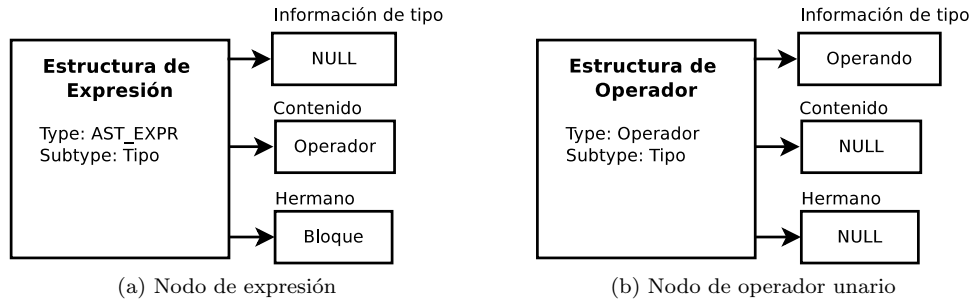 Información de tipo
NULL
Estructura de
Expresión
Type: AST_EXPR
Subtype: Tipo
Contenido
Operador
Hermano
Bloque
(a) Nodo de expresión
Información de tipo
Operando
Estructura de
Operador
Type: Operador
Subtype: Tipo
Contenido
NULL
Hermano
NULL
(b) Nodo de operador unario